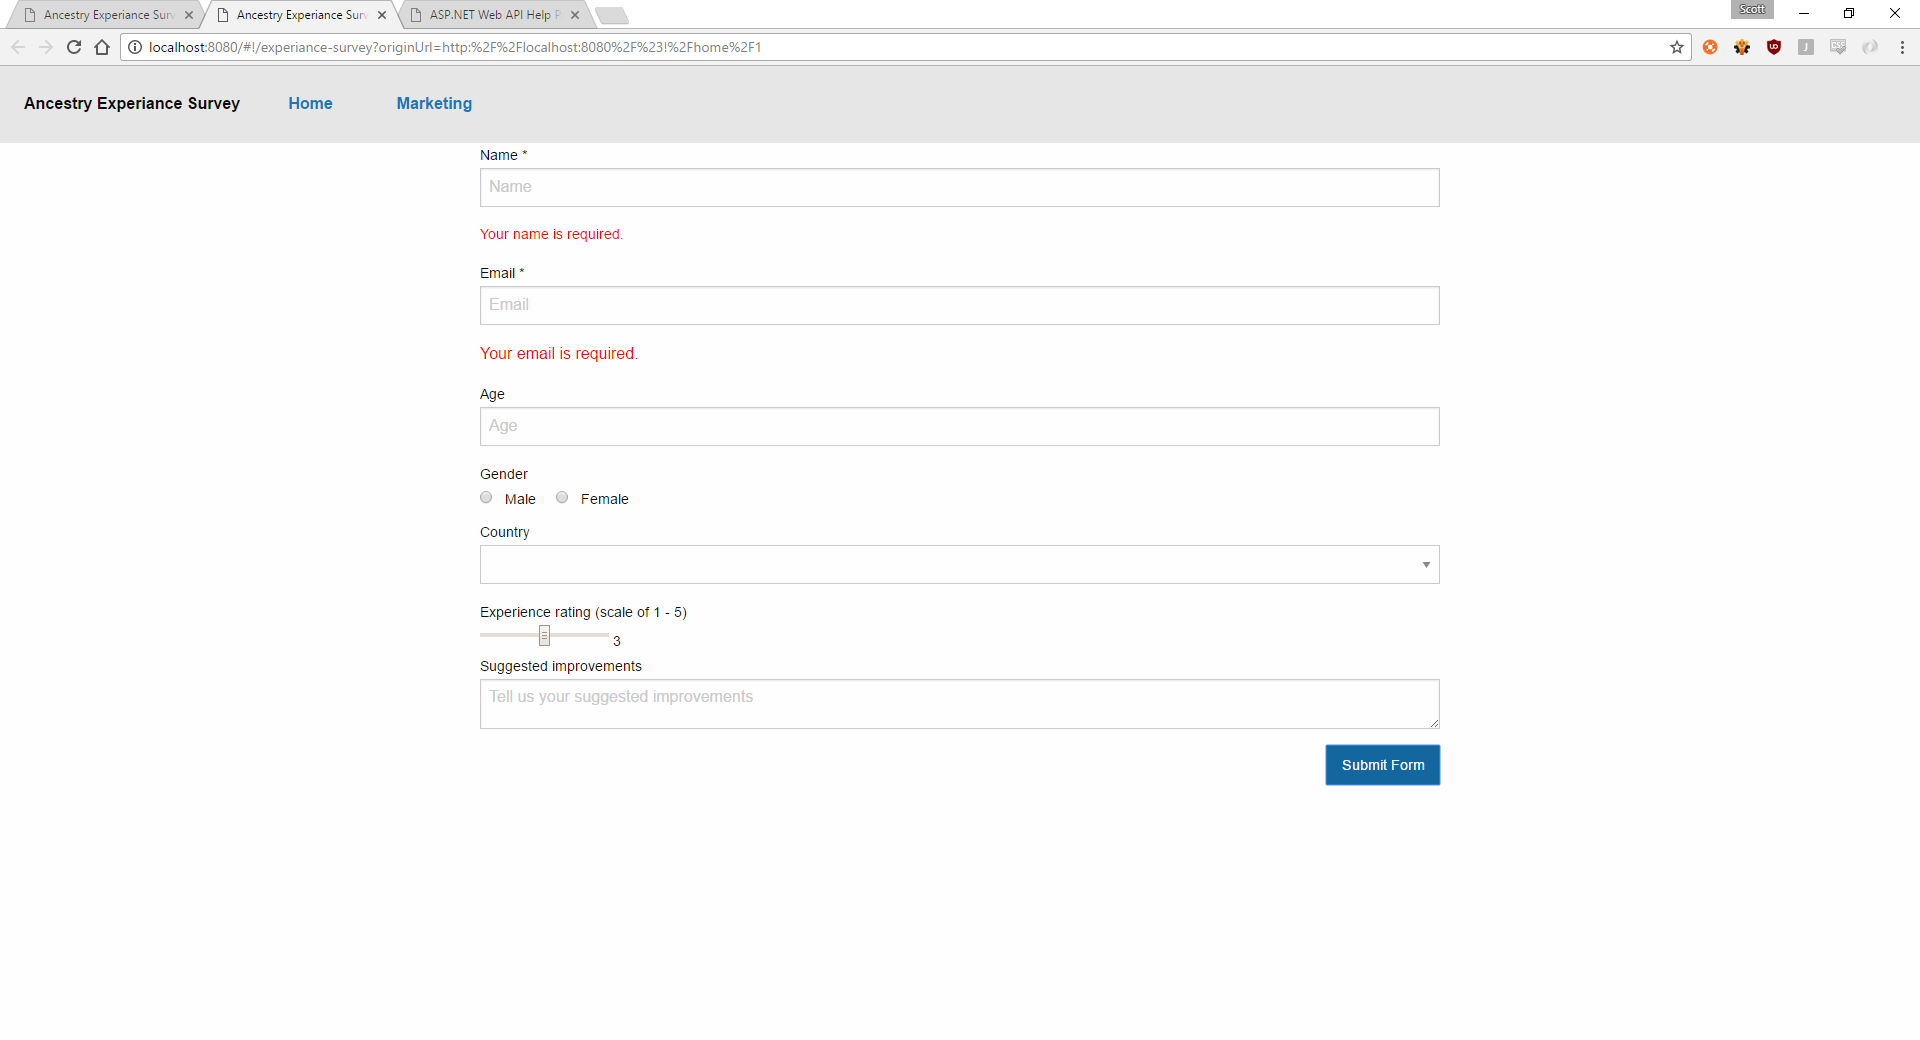 Ancestry Experiance Sur
Ancestry Experiance Sur
ASP.NET Web API Help P
Scott
localhost:8080/#!/experiance-survey?originUrl=http:%2F%2Flocalhost:8080%2F%23!%2Fhome%2F1
Ancestry Experiance Survey Home Marketing
Name *
Name
Your name is required.
Email *
Email
Your email is required.
Age
Age
Gender
Male Female
Country
Experience rating (scale of 1 - 5)
3
Suggested improvements
Tell us your suggested improvements
Submit Form